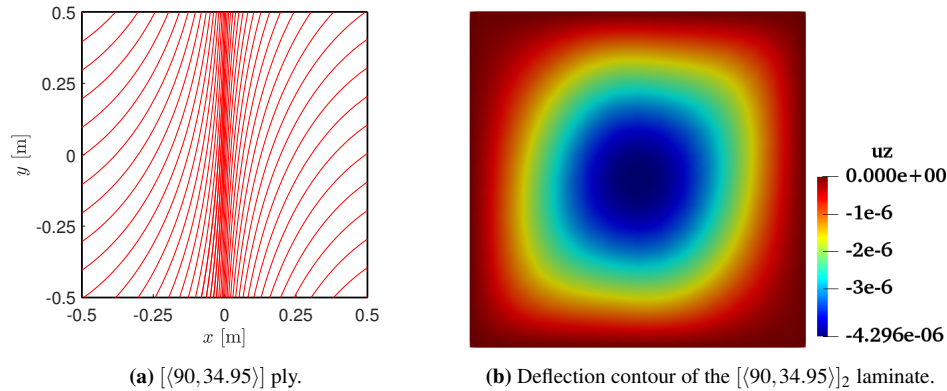 0.5
0.25
0
-0.25
-0.5
y [m]
-0.5
-0.25
0
0.25
0.5
x [m]
(a) [⟨90,34.95⟩] ply.
uz
0.000e+00
-1e-6
-2e-6
-3e-6
-4.296e-06
(b) Deflection contour of the [⟨90,34.95⟩]₂ laminate.